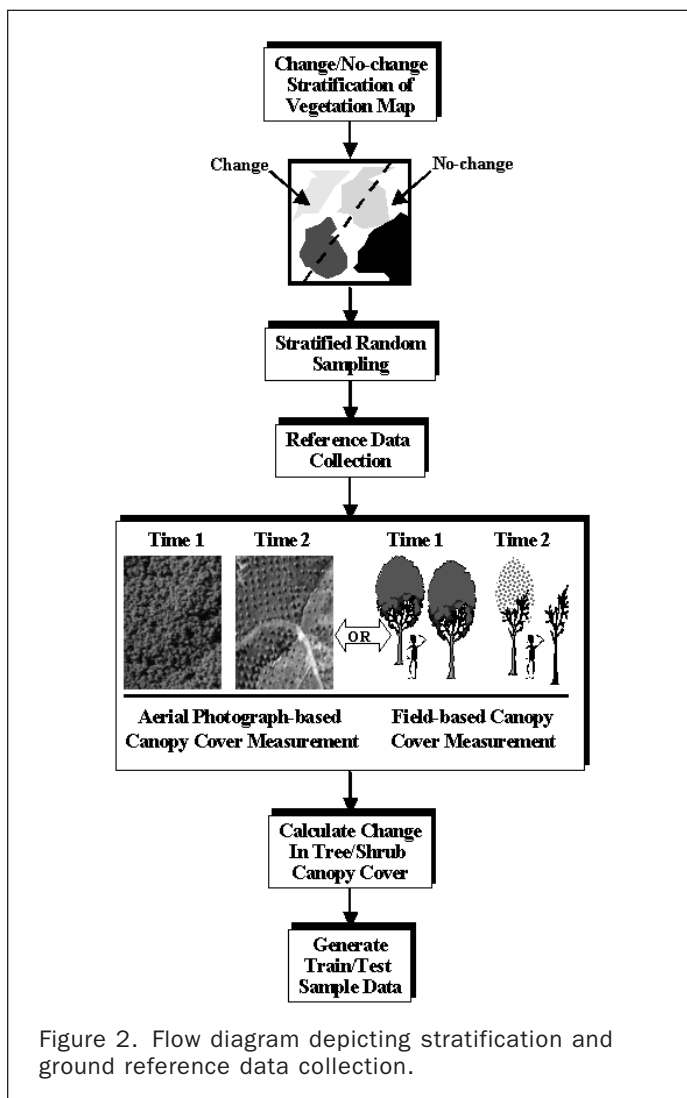 Change/No-change
Stratification of
Vegetation Map
Change
No-change
Stratified Random
Sampling
Reference Data
Collection
Time 1
Time 2
Time 1
Time 2
OR
Aerial Photograph-based
Canopy Cover Measurement
Field-based Canopy
Cover Measurement
Calculate Change
In Tree/Shrub
Canopy Cover
Generate
Train/Test
Sample Data
Figure 2. Flow diagram depicting stratification and
ground reference data collection.